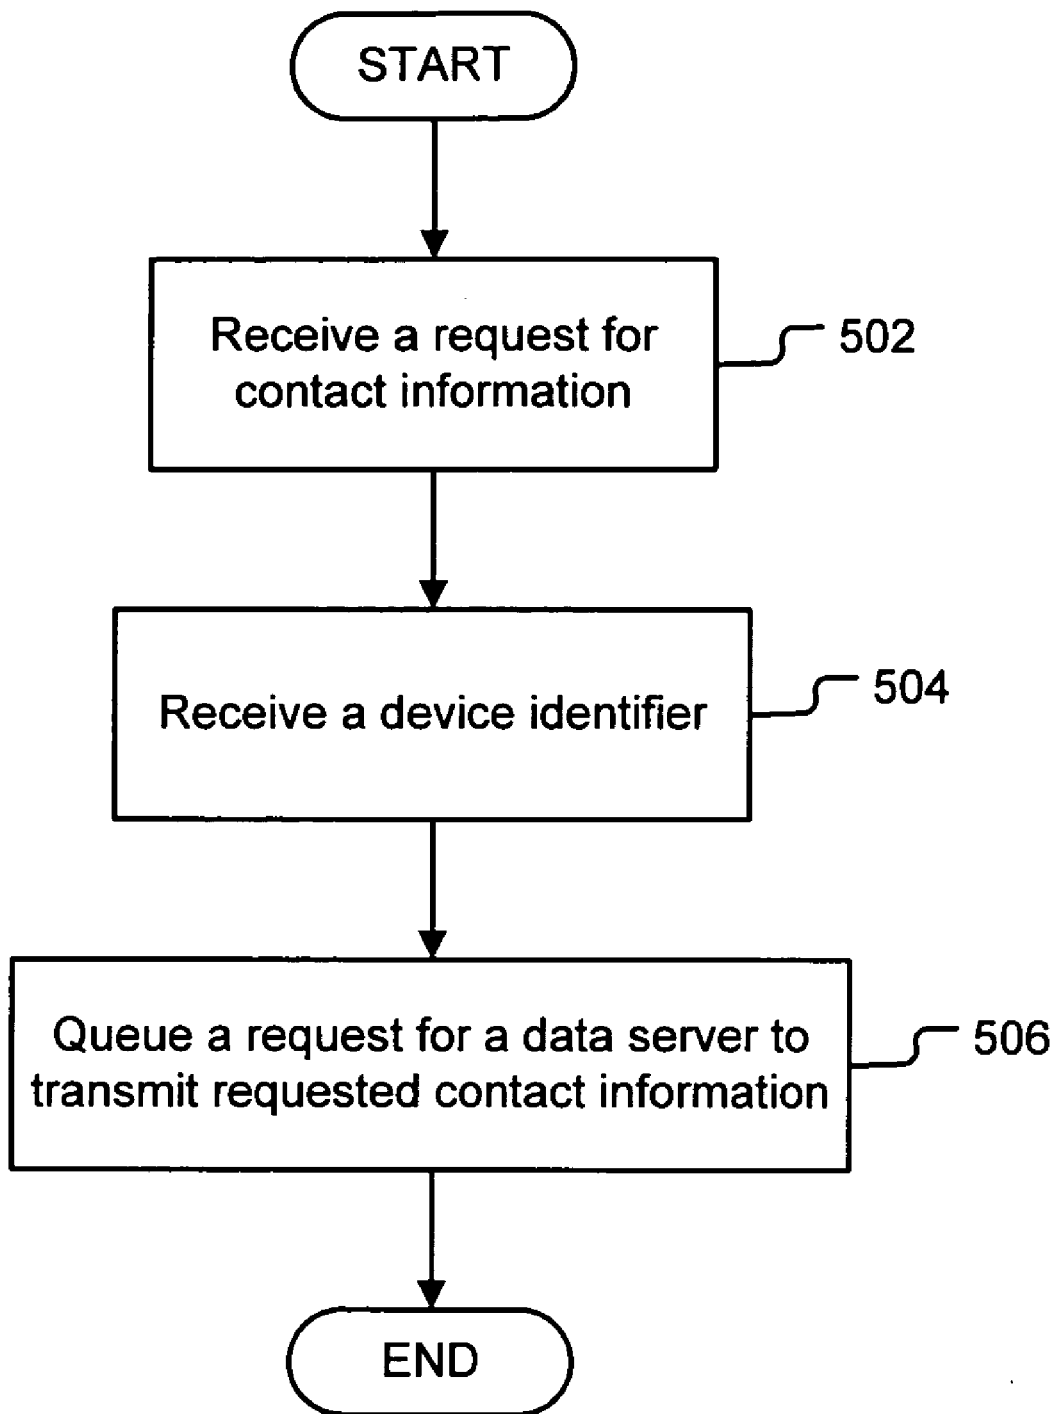 START
Receive a request for
contact information
502
Receive a device identifier
504
Queue a request for a data server to
transmit requested contact information
506
END